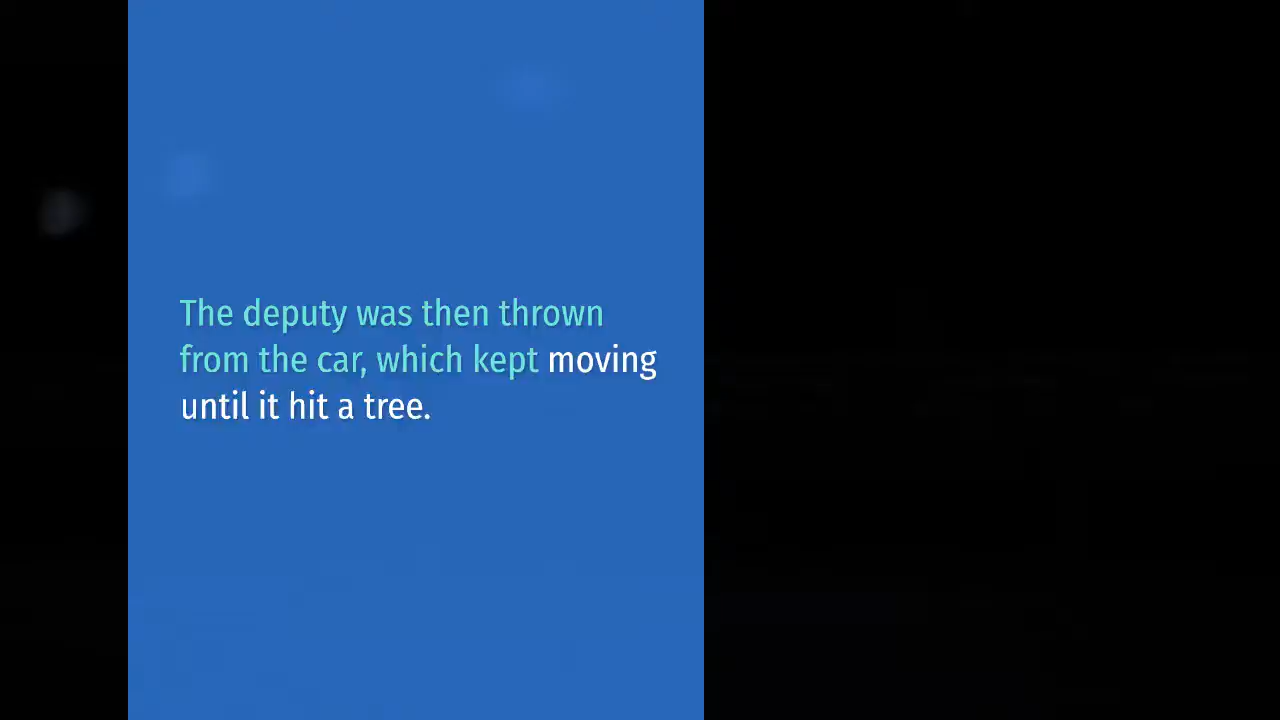 The deputy was then thrown
from the car, which kept moving
until it hit a tree.